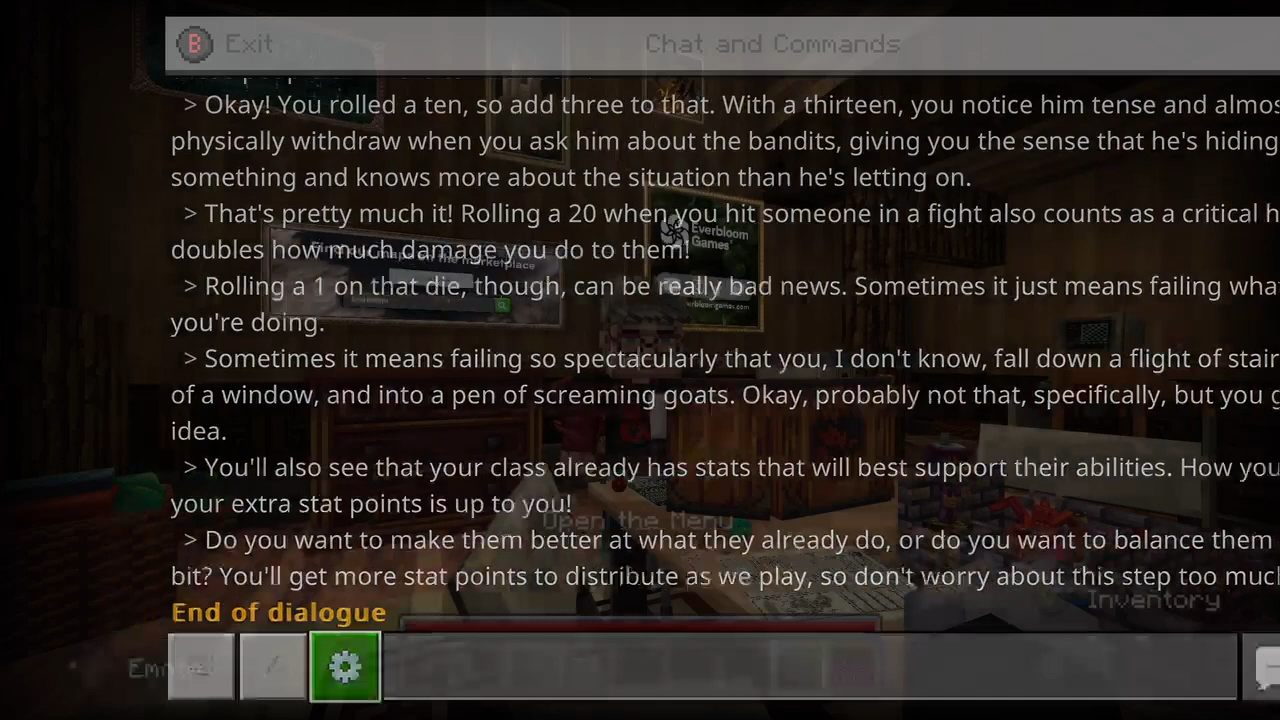 Exit
Chat and Commands
> Okay! You rolled a ten, so add three to that. With a thirteen, you notice him tense and almos
physically withdraw when you ask him about the bandits, giving you the sense that he's hiding
something and knows more about the situation than he's letting on.
> That's pretty much it! Rolling a 20 when you hit someone in a fight also counts as a critical h
doubles how much damage you do to them!
> Rolling a 1 on that die, though, can be really bad news. Sometimes it just means failing wha
you're doing.
> Sometimes it means failing so spectacularly that you, I don't know, fall down a flight of stair
of a window, and into a pen of screaming goats. Okay, probably not that, specifically, but you g
idea.
> You'll also see that your class already has stats that will best support their abilities. How you
your extra stat points is up to you!
> Do you want to make them better at what they already do, or do you want to balance them
bit? You'll get more stat points to distribute as we play, so don't worry about this step too muc
End of dialogue
Everbloom
Games
marketplace
Open the Menu
Inventory